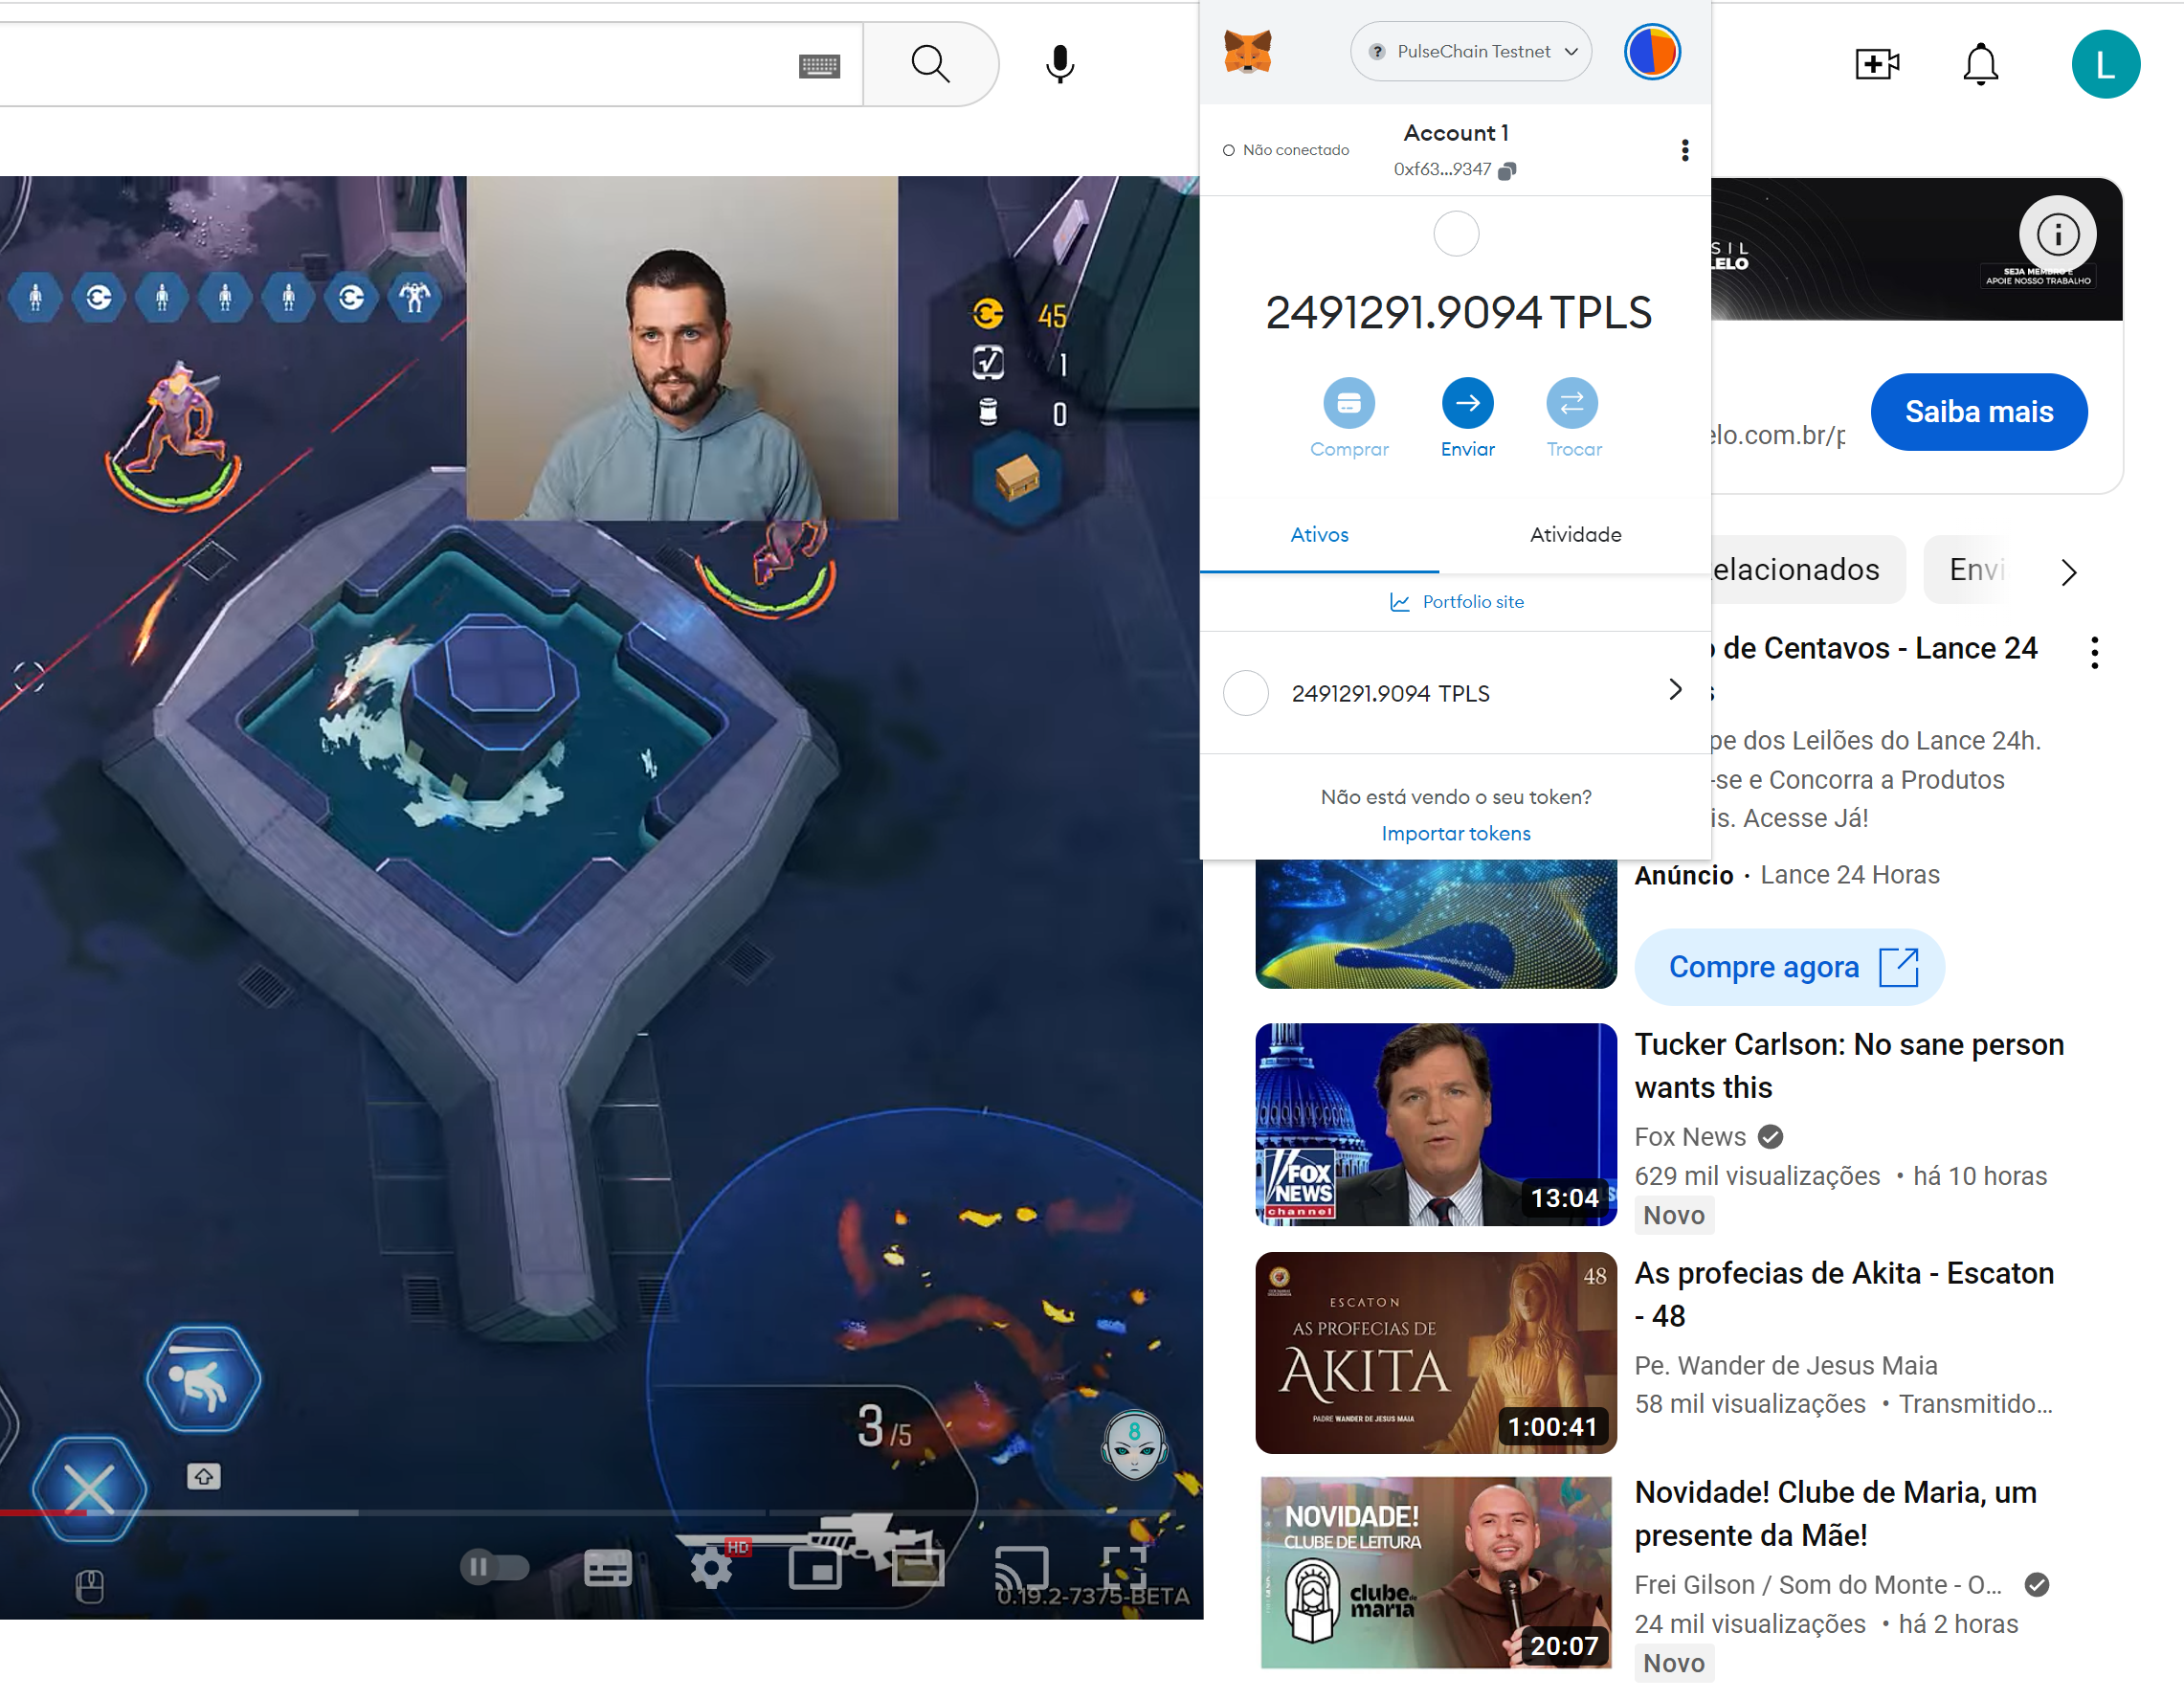 L
45
1
0
3/5
8
HD
0.19.2-7375-BETA
? PulseChain Testnet
Não conectado
Account 1
0xf63...9347
2491291.9094 TPLS
Comprar
Enviar
Trocar
Ativos
Atividade
Portfolio site
2491291.9094 TPLS
Não está vendo o seu token?
Importar tokens
SIL
LELO
SEJA MEMBRO E
APOIE NOSSO TRABALHO
elo.com.br/p
Saiba mais
elacionados
Envi
de Centavos - Lance 24
s
pe dos Leilões do Lance 24h.
-se e Concorra a Produtos
is. Acesse Já!
Anúncio · Lance 24 Horas
Compre agora
FOX
NEWS
channel
13:04
Tucker Carlson: No sane person
wants this
Fox News
629 mil visualizações • há 10 horas
Novo
48
ESCATON
AS PROFECIAS DE
AKITA
PADRE WANDER DE JESUS MAIA
1:00:41
As profecias de Akita - Escaton
- 48
Pe. Wander de Jesus Maia
58 mil visualizações • Transmitido...
NOVIDADE!
CLUBE DE LEITURA
clube
maria
20:07
Novidade! Clube de Maria, um
presente da Mãe!
Frei Gilson / Som do Monte - O...
24 mil visualizações • há 2 horas
Novo